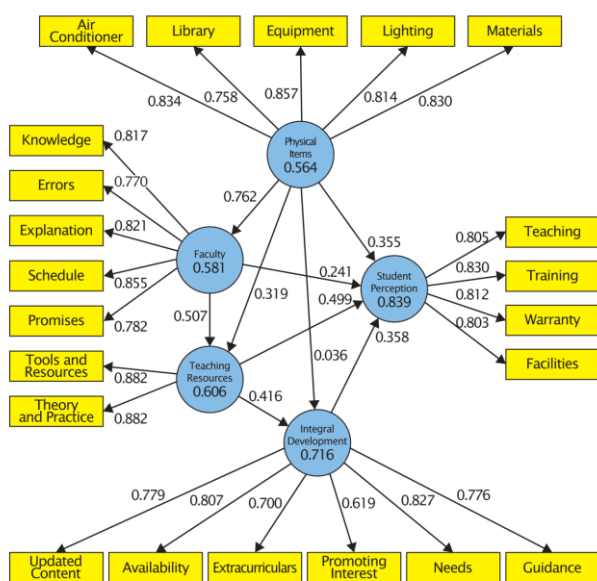 Air
Conditioner
Library
Equipment
Lighting
Materials
0.834
0.758
0.857
0.814
0.830
Knowledge
0.817
Physical
Items
0.564
Errors
0.770
0.762
Explanation
0.821
Faculty
0.581
0.355
0.805
Teaching
Schedule
0.855
0.241
Student
Perception
0.839
0.830
Training
0.319
0.499
0.812
Warranty
Promises
0.782
0.507
0.803
Facilities
Tools and
Resources
0.882
Teaching
Resources
0.606
0.036
0.358
Theory
and Practice
0.882
0.416
Integral
Development
0.716
0.779
0.807
0.700
0.619
0.827
0.776
Updated
Content
Availability
Extracurriculars
Promoting
Interest
Needs
Guidance